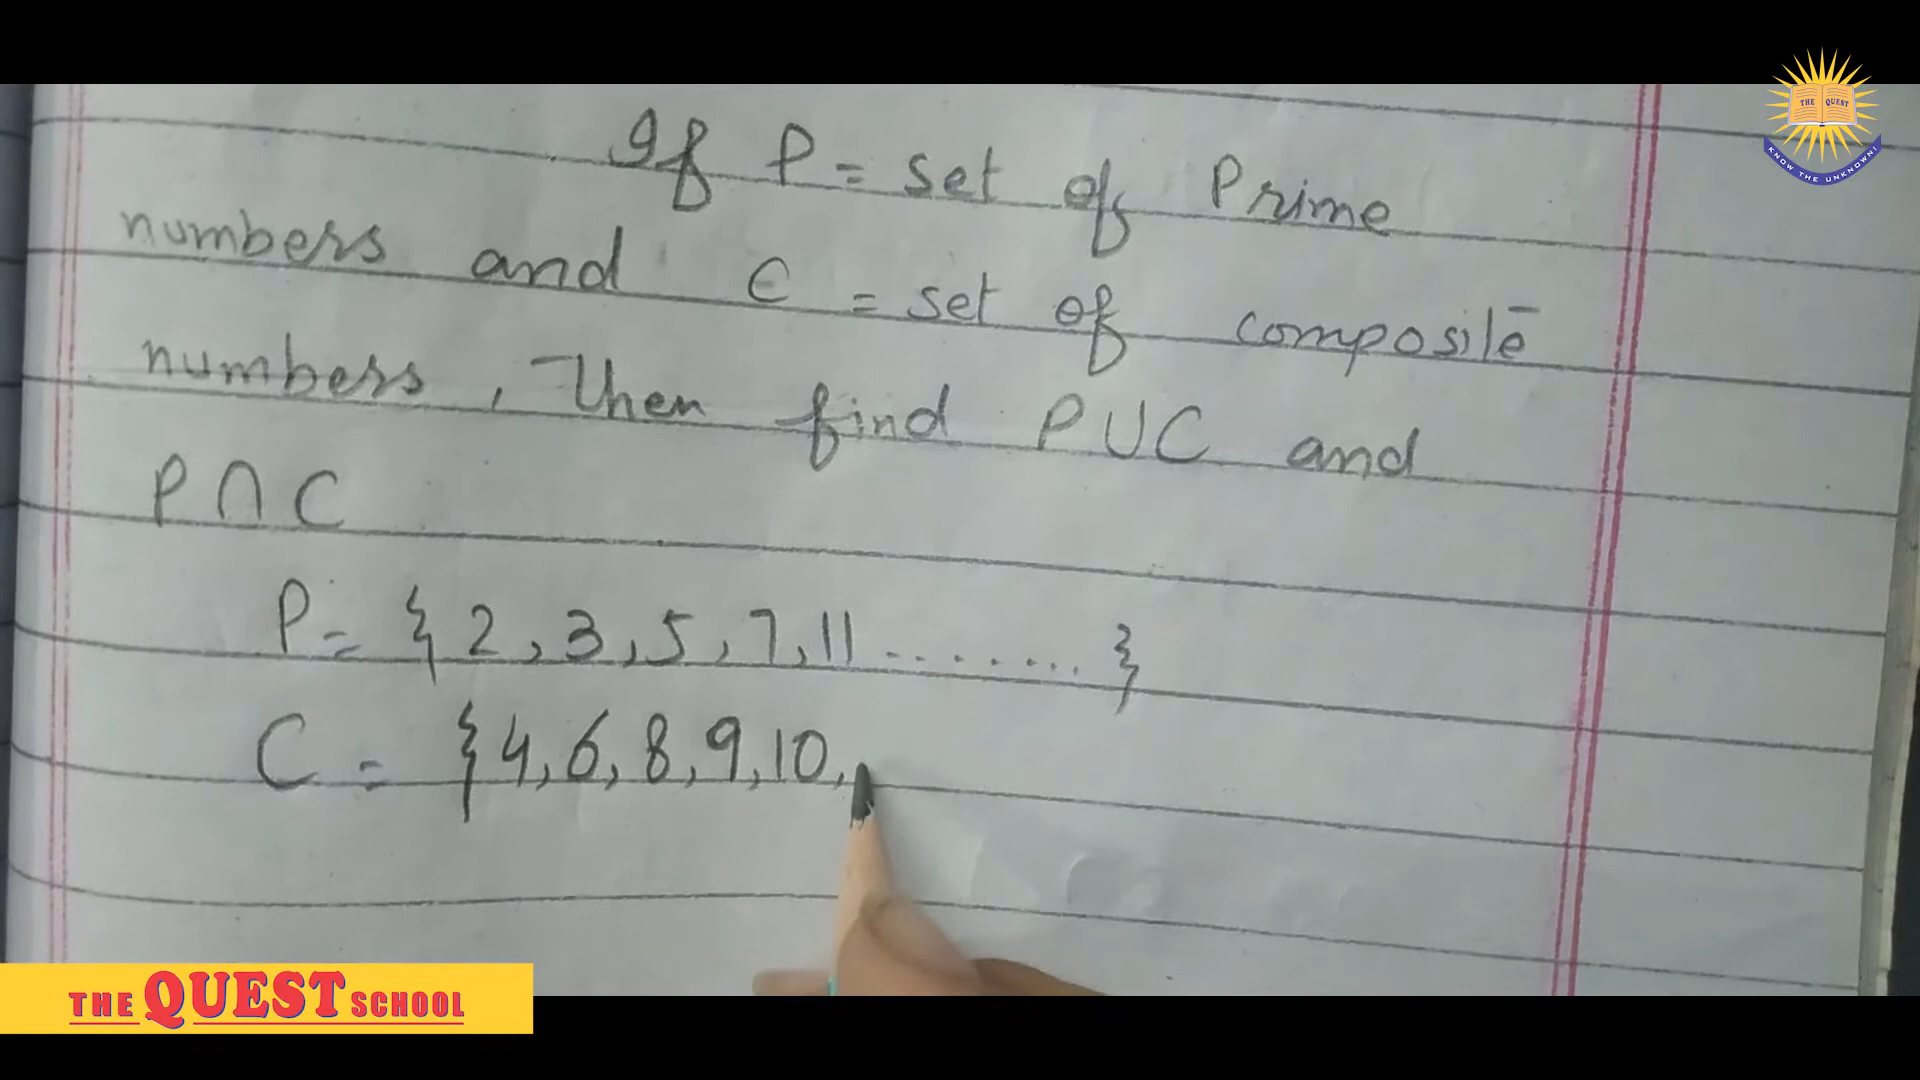 If P = set of Prime
numbers and C = set of composite
numbers, Then find P∪C and
P∩C
P = { 2, 3, 5, 7, 11 ........ }
C = { 4, 6, 8, 9, 10,
THE QUEST
KNOW THE UNKNOWN!
THE QUEST SCHOOL